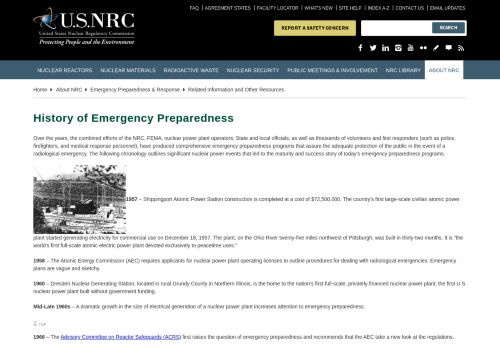 FAQ | AGREEMENT STATES | FACILITY LOCATOR | WHAT'S NEW | SITE HELP | INDEX A-Z | CONTACT US | EMAIL UPDATES
U.S.NRC
United States Nuclear Regulatory Commission
Protecting People and the Environment
REPORT A SAFETY CONCERN
SEARCH
NUCLEAR REACTORS NUCLEAR MATERIALS RADIOACTIVE WASTE NUCLEAR SECURITY PUBLIC MEETINGS & INVOLVEMENT NRC LIBRARY ABOUT NRC
Home About NRC Emergency Preparedness & Response Related Information and Other Resources
History of Emergency Preparedness
Over the years, the combined efforts of the NRC, FEMA, nuclear power plant operators, State and local officials, as well as thousands of volunteers and first responders (such as police,
firefighters, and medical response personnel), have produced comprehensive emergency preparedness programs that assure the adequate protection of the public in the event of a
radiological emergency. The following chronology outlines significant nuclear power events that led to the maturity and success story of today's emergency preparedness programs.
1957 – Shippingport Atomic Power Station construction is completed at a cost of $72,500,000. The country's first large-scale civilian atomic power
plant started generating electricity for commercial use on December 18, 1957. The plant, on the Ohio River twenty-five miles northwest of Pittsburgh, was built in thirty-two months. It is "the
world's first full-scale atomic electric power plant devoted exclusively to peacetime uses."
1958 – The Atomic Energy Commission (AEC) requires applicants for nuclear power plant operating licenses to outline procedures for dealing with radiological emergencies. Emergency
plans are vague and sketchy.
1960 – Dresden Nuclear Generating Station, located in rural Grundy County in Northern Illinois, is the home to the nation's first full-scale, privately financed nuclear power plant; the first U.S.
nuclear power plant built without government funding.
Mid-Late 1960s – A dramatic growth in the size of electrical generation of a nuclear power plant increases attention to emergency preparedness.
TOP
1966 – The Advisory Committee on Reactor Safeguards (ACRS) first raises the question of emergency preparedness and recommends that the AEC take a new look at the regulations.